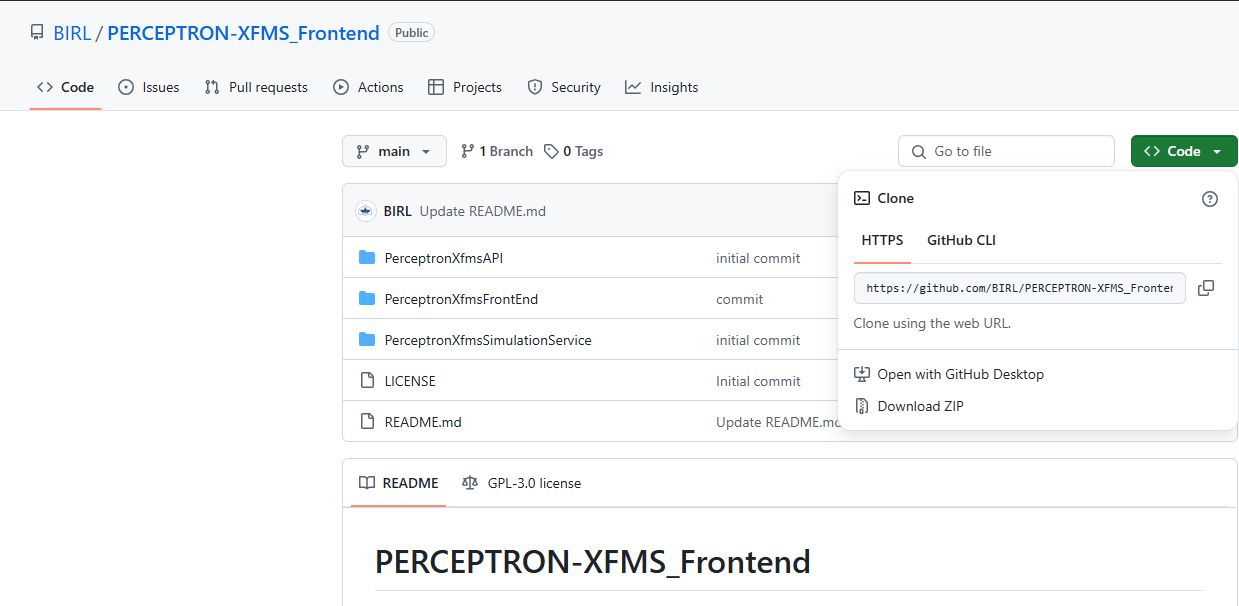 BIRL / PERCEPTRON-XFMS_Frontend Public
Code Issues Pull requests Actions Projects Security Insights
main 1 Branch 0 Tags Go to file Code
BIRL Update README.md
PerceptronXfmsAPI initial commit
PerceptronXfmsFrontEnd commit
PerceptronXfmsSimulationService initial commit
LICENSE Initial commit
README.md Update README.md
Clone
HTTPS GitHub CLI
https://github.com/BIRL/PERCEPTRON-XFMS_Fronten
Clone using the web URL.
Open with GitHub Desktop
Download ZIP
README GPL-3.0 license
PERCEPTRON-XFMS_Frontend